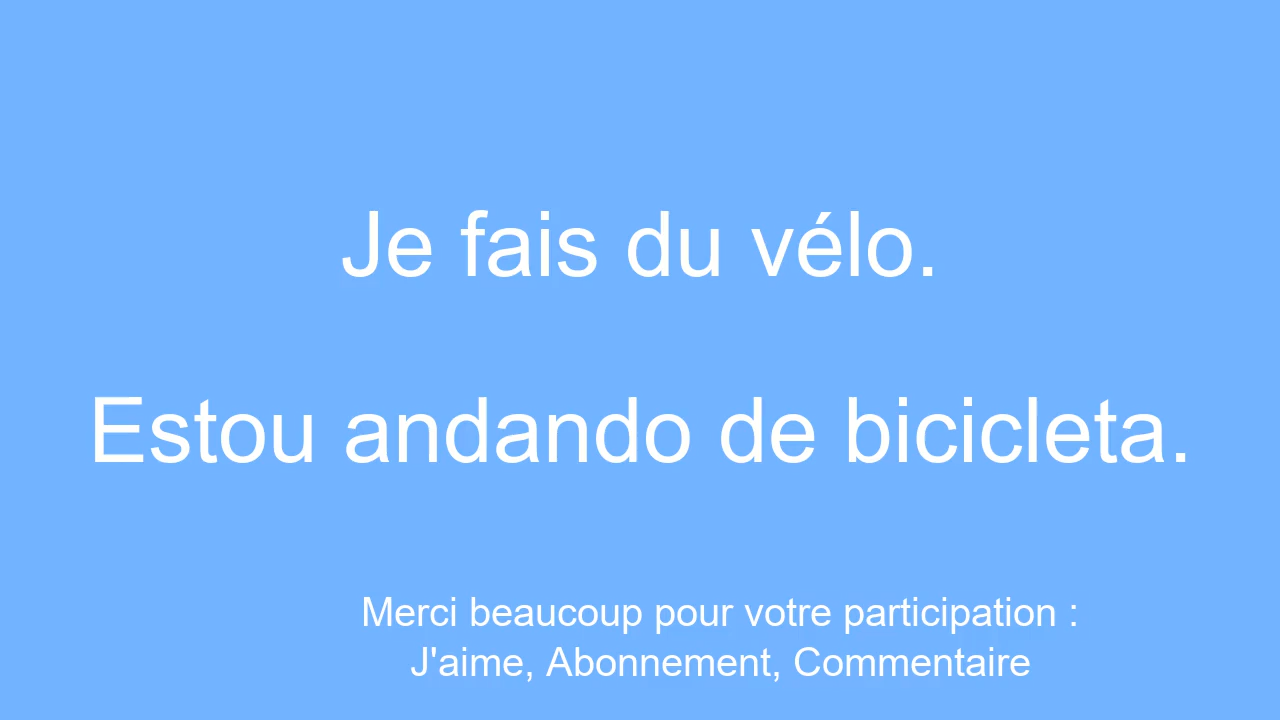 Je fais du vélo.
Estou andando de bicicleta.
Merci beaucoup pour votre participation :
J'aime, Abonnement, Commentaire